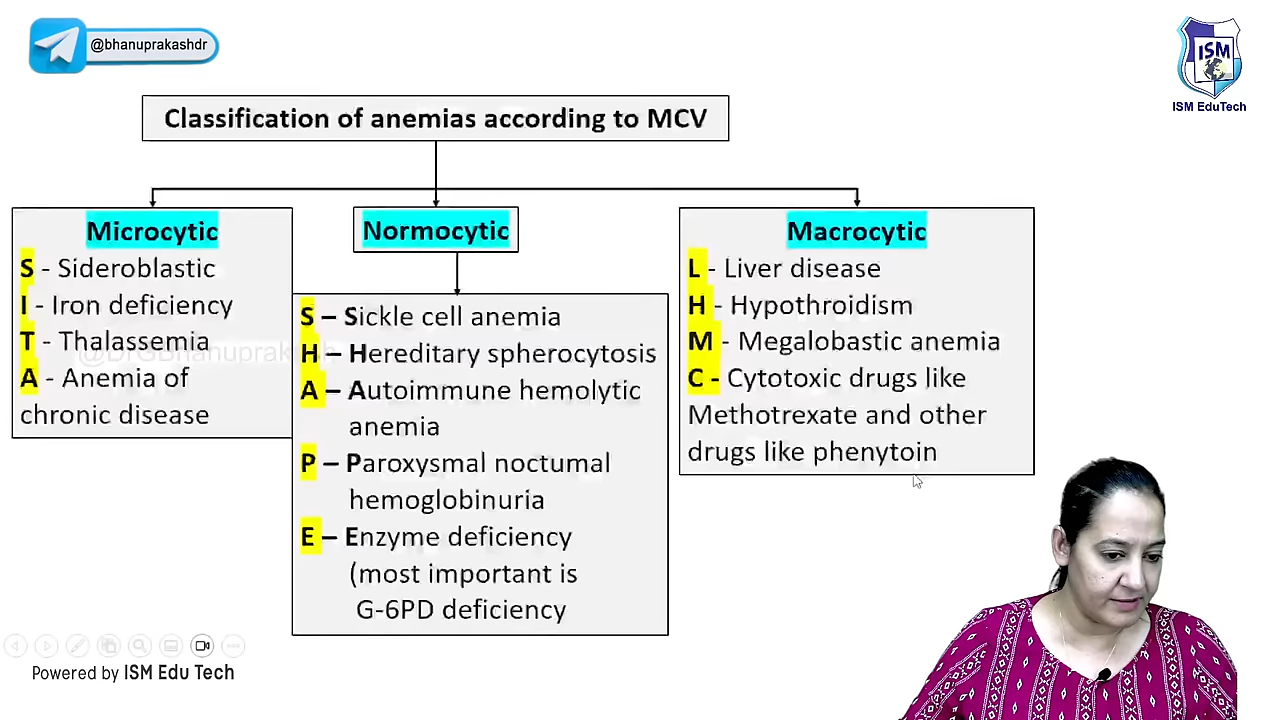 @bhanuprakashdr
ISM
ISM EduTech
Classification of anemias according to MCV
Microcytic
S - Sideroblastic
I - Iron deficiency
T - Thalassemia
A - Anemia of
chronic disease
Normocytic
S – Sickle cell anemia
H – Hereditary spherocytosis
A – Autoimmune hemolytic
anemia
P – Paroxysmal noctumal
hemoglobinuria
E – Enzyme deficiency
(most important is
G-6PD deficiency
Macrocytic
L - Liver disease
H - Hypothroidism
M - Megalobastic anemia
C - Cytotoxic drugs like
Methotrexate and other
drugs like phenytoin
Powered by ISM Edu Tech